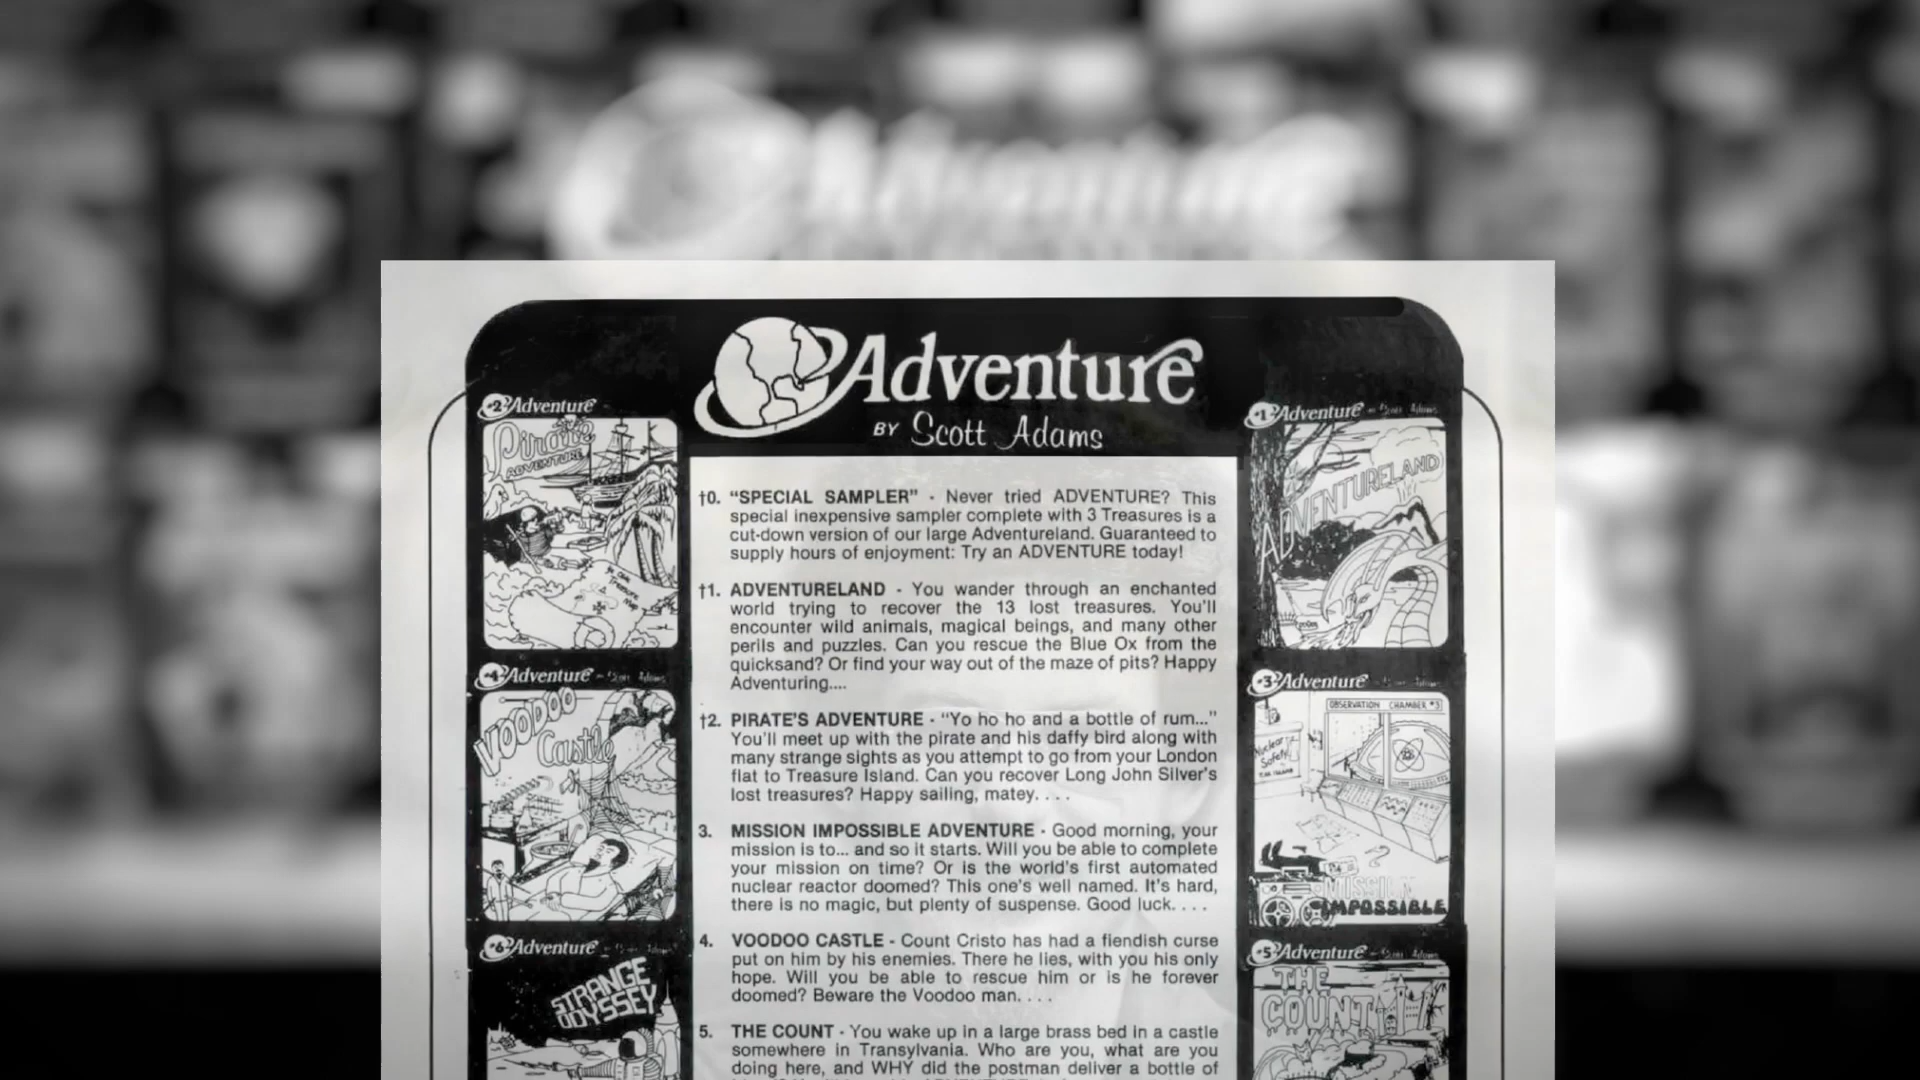 Adventure
BY Scott Adams
#2 Adventure
Pirate
ADVENTURE
#4 Adventure - Scott Adams
VOODOO
Castle
#6 Adventure
STRANGE
ODYSSEY
†0. “SPECIAL SAMPLER” - Never tried ADVENTURE? This
special inexpensive sampler complete with 3 Treasures is a
cut-down version of our large Adventureland. Guaranteed to
supply hours of enjoyment: Try an ADVENTURE today!
†1. ADVENTURELAND - You wander through an enchanted
world trying to recover the 13 lost treasures. You'll
encounter wild animals, magical beings, and many other
perils and puzzles. Can you rescue the Blue Ox from the
quicksand? Or find your way out of the maze of pits? Happy
Adventuring....
†2. PIRATE'S ADVENTURE - “Yo ho ho and a bottle of rum...”
You'll meet up with the pirate and his daffy bird along with
many strange sights as you attempt to go from your London
flat to Treasure Island. Can you recover Long John Silver's
lost treasures? Happy sailing, matey. . . .
3. MISSION IMPOSSIBLE ADVENTURE - Good morning, your
mission is to... and so it starts. Will you be able to complete
your mission on time? Or is the world's first automated
nuclear reactor doomed? This one's well named. It's hard,
there is no magic, but plenty of suspense. Good luck. . . .
4. VOODOO CASTLE - Count Cristo has had a fiendish curse
put on him by his enemies. There he lies, with you his only
hope. Will you be able to rescue him or is he forever
doomed? Beware the Voodoo man. . . .
5. THE COUNT - You wake up in a large brass bed in a castle
somewhere in Transylvania. Who are you, what are you
doing here, and WHY did the postman deliver a bottle of
#1 Adventure - Scott Adams
ADVENTURELAND
#3 Adventure
OBSERVATION CHAMBER #3
Nuclear
Safety
MISSION
IMPOSSIBLE
#5 Adventure - Scott Adams
THE
COUNT